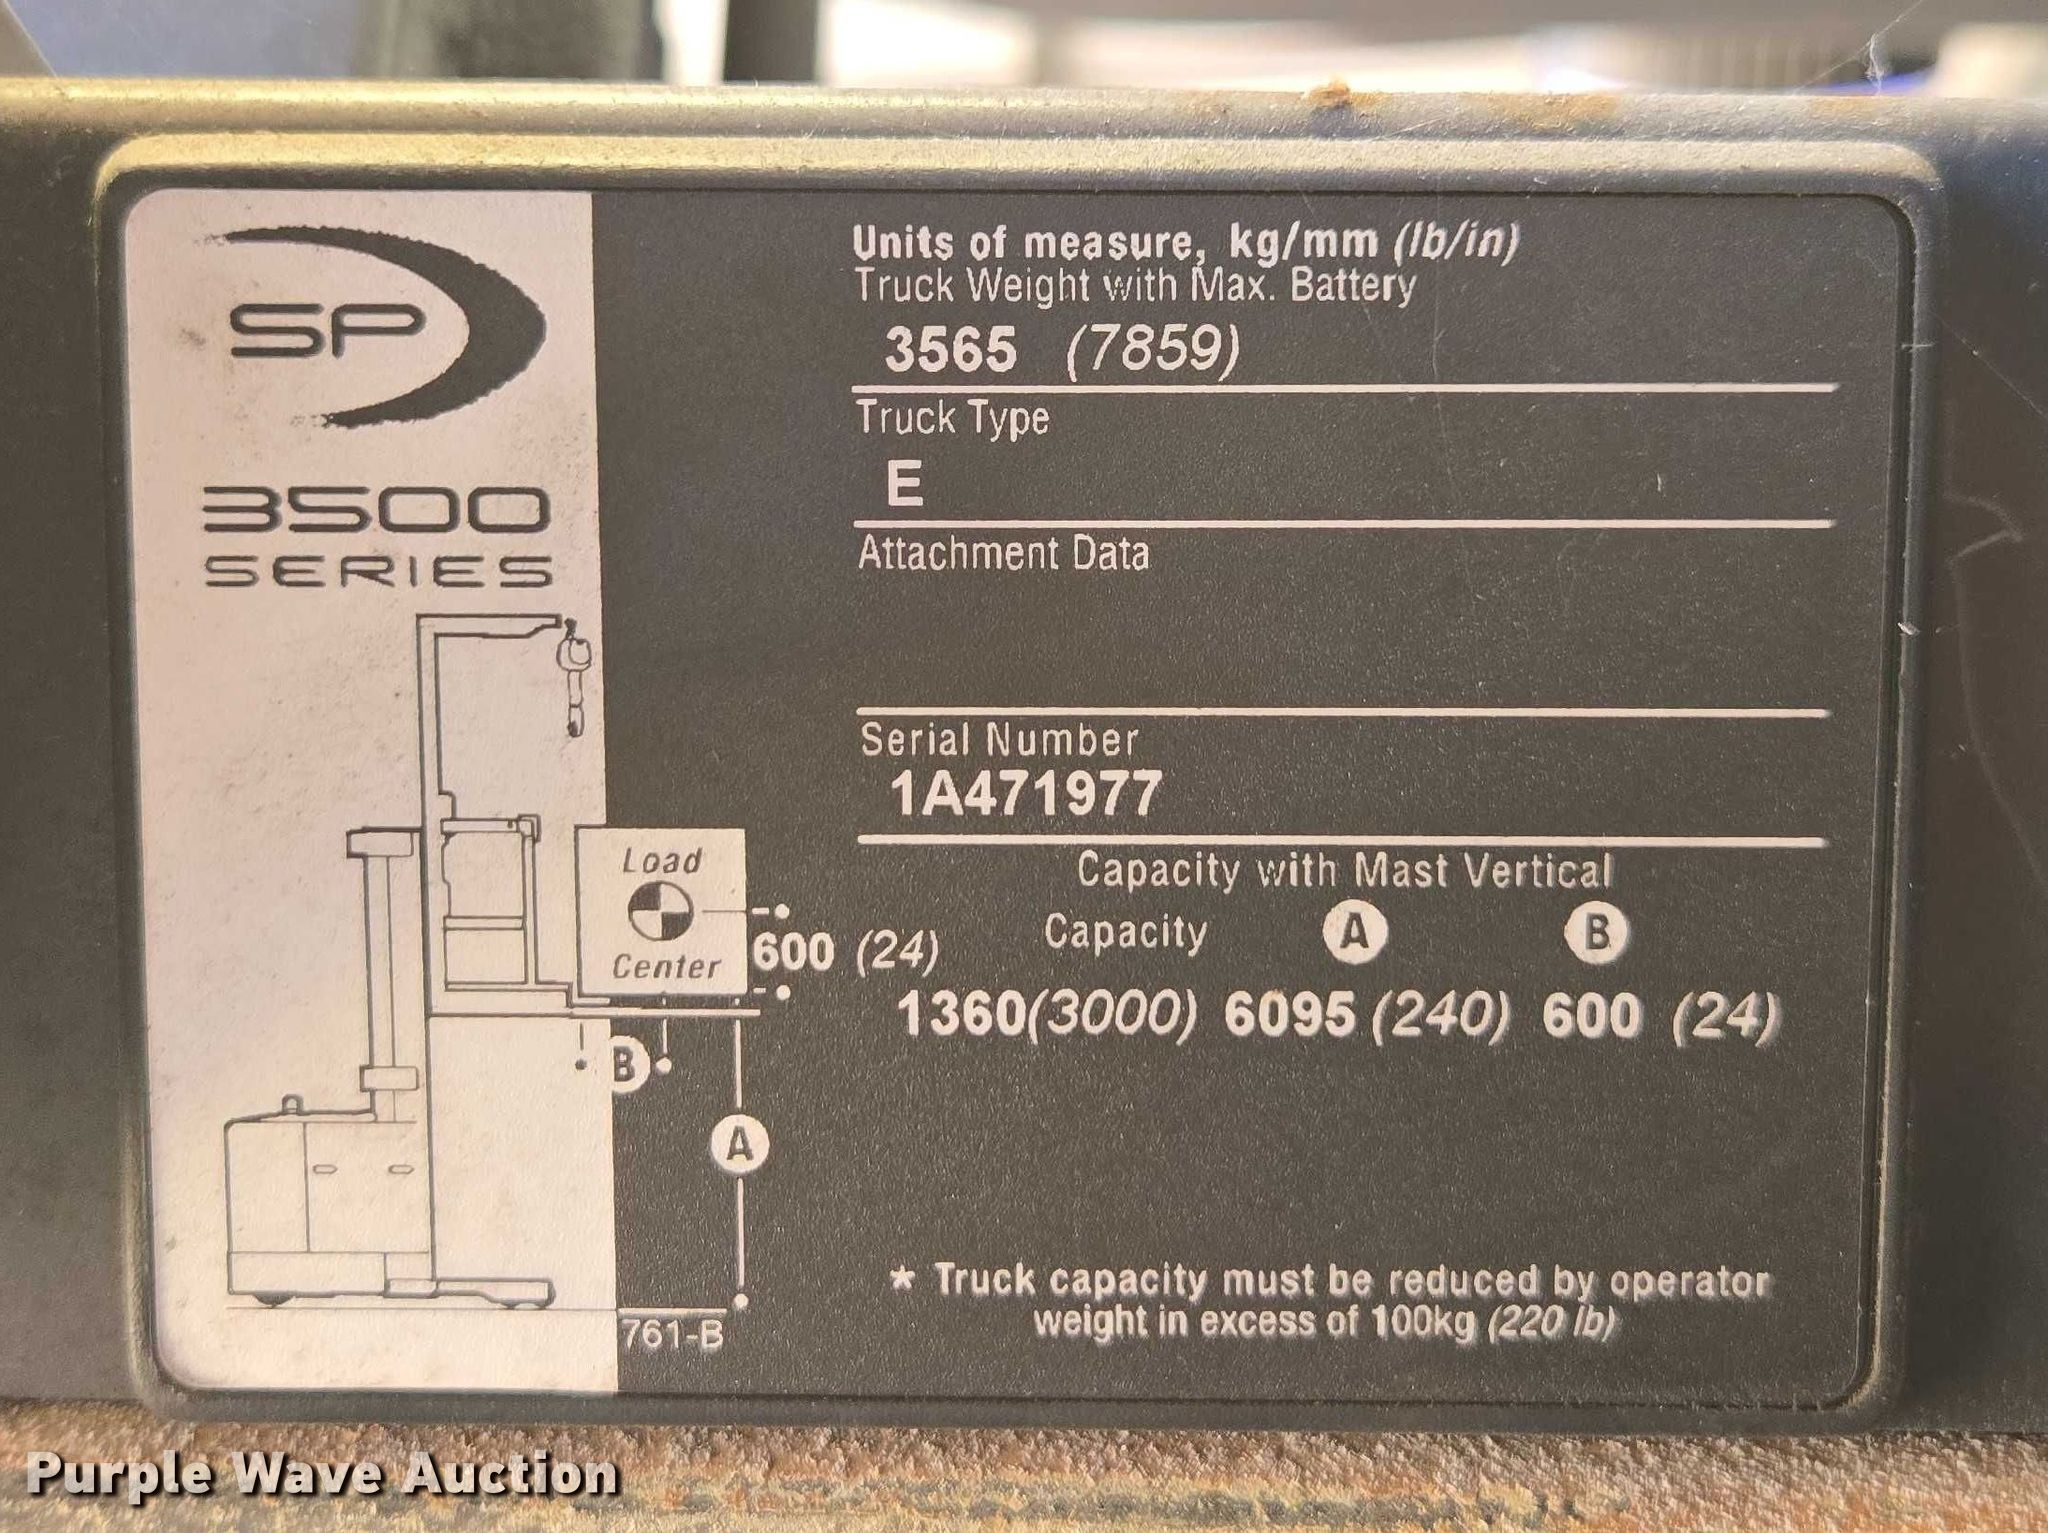 SP
3500
SERIES
Units of measure, kg/mm (lb/in)
Truck Weight with Max. Battery
3565 (7859)
Truck Type
E
Attachment Data
Serial Number
1A471977
Capacity with Mast Vertical
Capacity A B
1360(3000) 6095 (240) 600 (24)
Load
Center
600 (24)
B
A
761-B
* Truck capacity must be reduced by operator
weight in excess of 100kg (220 lb)
Purple Wave Auction